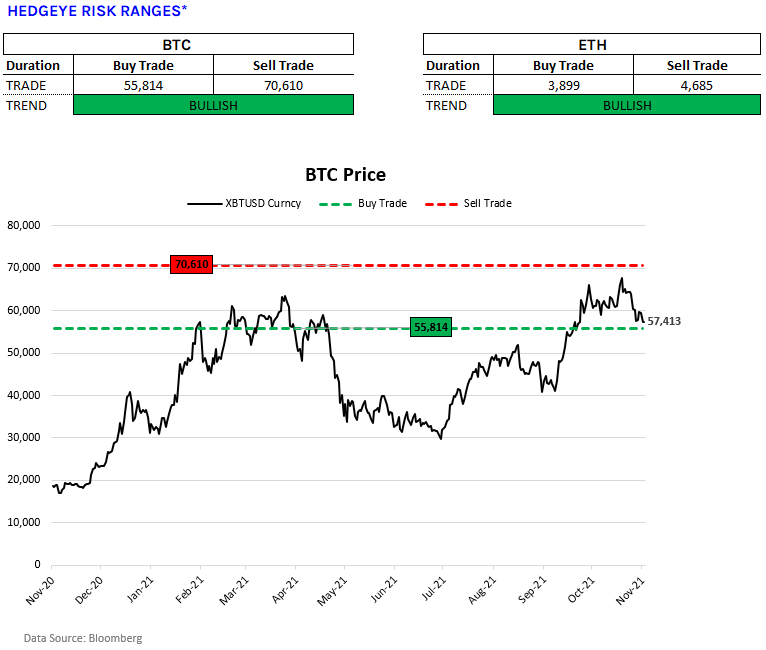 HEDGEYE RISK RANGES*
BTC
Duration Buy Trade Sell Trade
TRADE 55,814 70,610
TREND BULLISH
ETH
Duration Buy Trade Sell Trade
TRADE 3,899 4,685
TREND BULLISH
BTC Price
XBTUSD Curncy Buy Trade Sell Trade
80,000
70,000
60,000
50,000
40,000
30,000
20,000
10,000
0
70,610
55,814
57,413
Nov-20 Dec-20 Jan-21 Feb-21 Mar-21 Apr-21 May-21 Jun-21 Jul-21 Aug-21 Sep-21 Oct-21 Nov-21
Data Source: Bloomberg